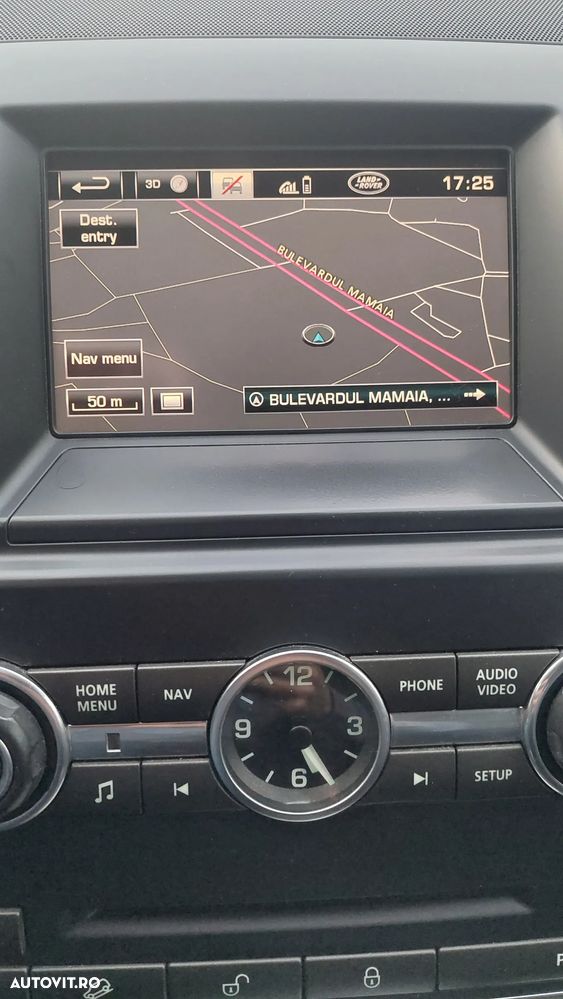 3D
LAND-
ROVER
17:25
Dest.
entry
BULEVARDUL MAMAIA
Nav menu
50 m
BULEVARDUL MAMAIA, ...
HOME
MENU
NAV
PHONE
AUDIO
VIDEO
12
9
3
6
SETUP
P
AUTOVIT.RO